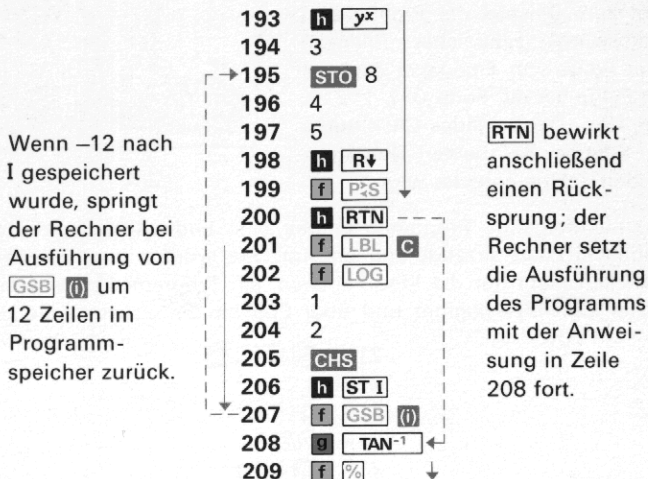 Wenn –12 nach
I gespeichert
wurde, springt
der Rechner bei
Ausführung von
GSB (i) um
12 Zeilen im
Programm-
speicher zurück.
193 h yˣ
194 3
195 STO 8
196 4
197 5
198 h R↓
199 f P≷S
200 h RTN
201 f LBL C
202 f LOG
203 1
204 2
205 CHS
206 h ST I
207 f GSB (i)
208 g TAN⁻¹
209 f %
RTN bewirkt
anschließend
einen Rück-
sprung; der
Rechner setzt
die Ausführung
des Programms
mit der Anwei-
sung in Zeile
208 fort.